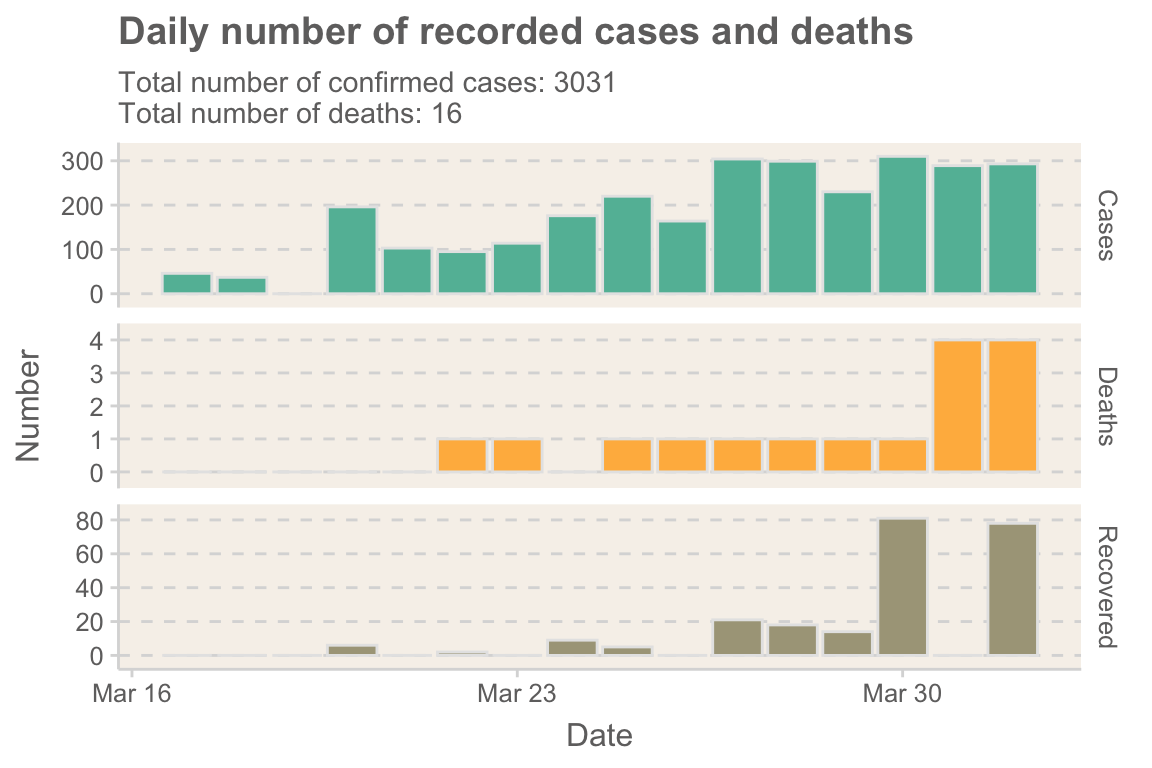 Daily number of recorded cases and deaths
Total number of confirmed cases: 3031
Total number of deaths: 16
300
200
100
0
Cases
4
3
2
1
0
Deaths
Number
80
60
40
20
0
Recovered
Mar 16
Mar 23
Mar 30
Date